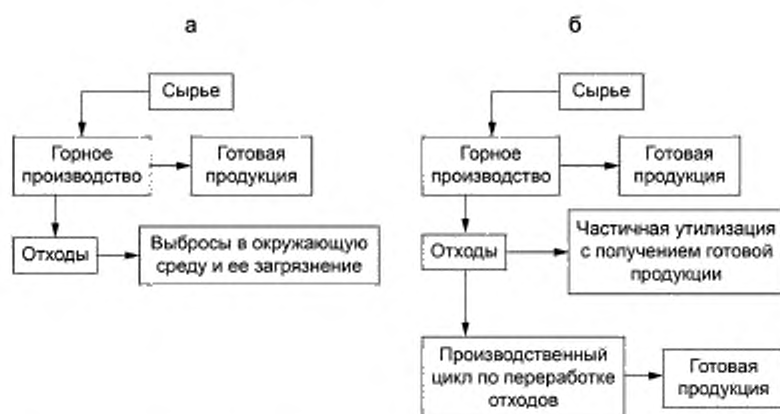 а
Сырье
Горное
производство
Готовая
продукция
Отходы
Выбросы в окружающую
среду и ее загрязнение
б
Сырье
Горное
производство
Готовая
продукция
Отходы
Частичная утилизация
с получением готовой
продукции
Производственный
цикл по переработке
отходов
Готовая
продукция